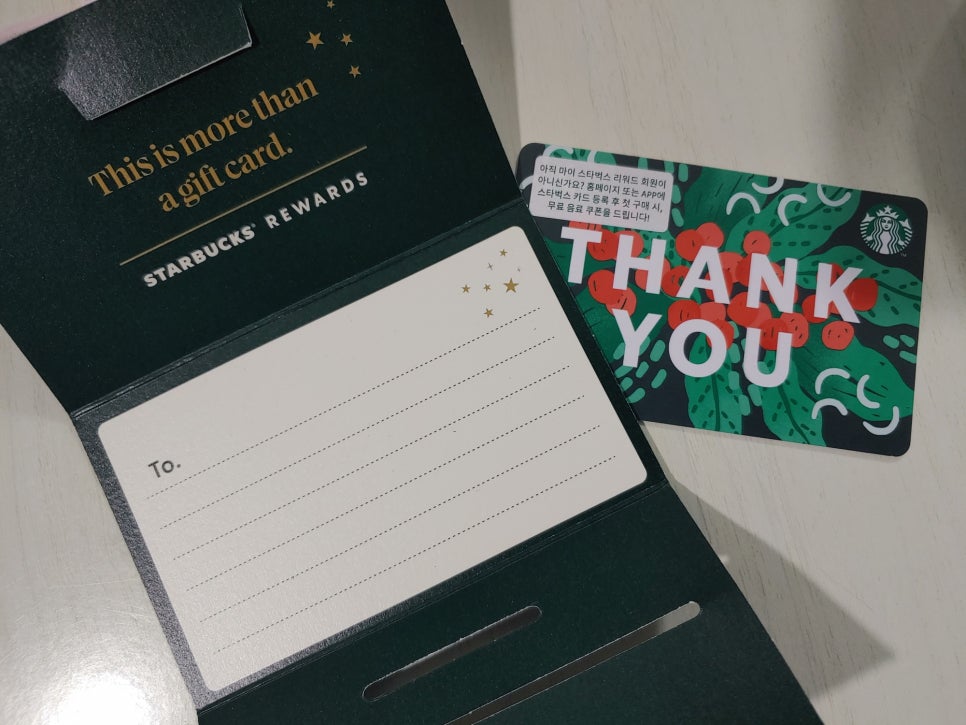 This is more than
a gift card.
STARBUCKS® REWARDS
To.
아직 마이 스타벅스 리워드 회원이
아니신가요? 홈페이지 또는 APP에
스타벅스 카드 등록 후 첫 구매 시,
무료 음료 쿠폰을 드립니다!
THANK
YOU